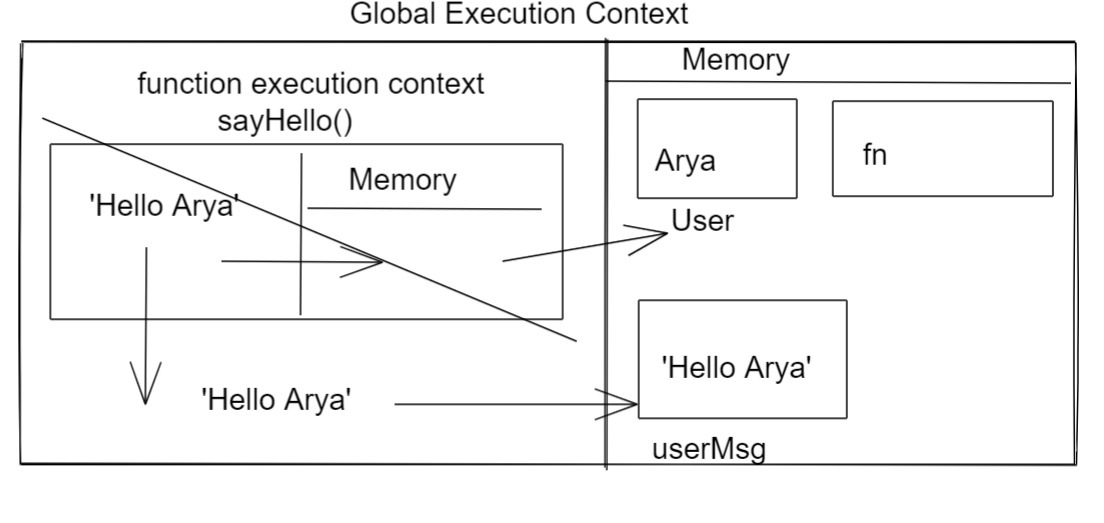 Global Execution Context
function execution context
sayHello()
'Hello Arya'
Memory
'Hello Arya'
Memory
Arya
fn
User
'Hello Arya'
userMsg